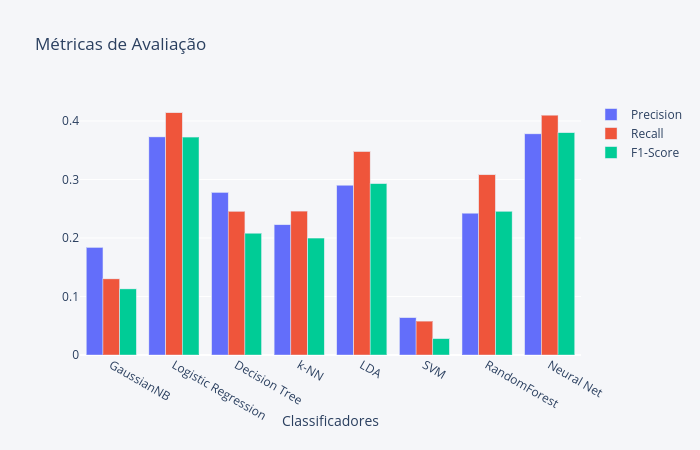 Métricas de Avaliação
Precision
Recall
F1-Score
0.4
0.3
0.2
0.1
0
GaussianNB
Logistic Regression
Decision Tree
k-NN
LDA
SVM
RandomForest
Neural Net
Classificadores